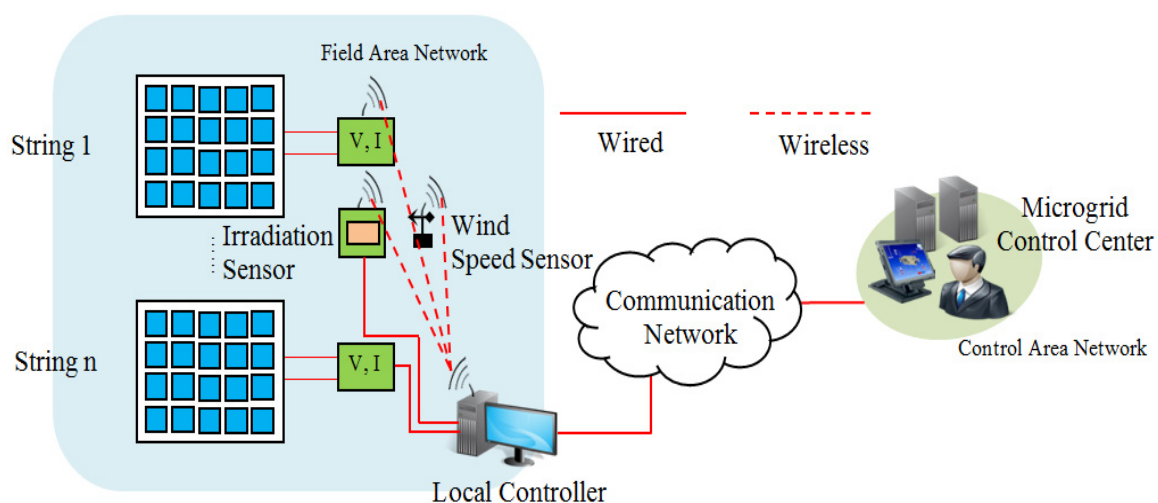 Field Area Network
String 1
V, I
Wired
Wireless
Irradiation
Sensor
Wind
Speed Sensor
Microgrid
Control Center
Communication
Network
Control Area Network
String n
V, I
Local Controller